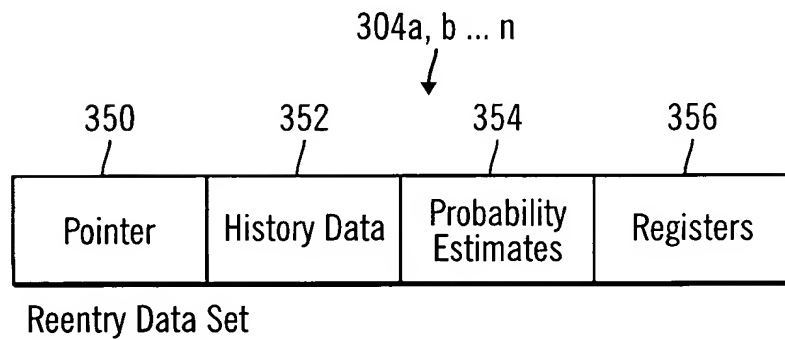 304a, b ... n
350 352 354 356
Pointer History Data Probability Estimates Registers
Reentry Data Set